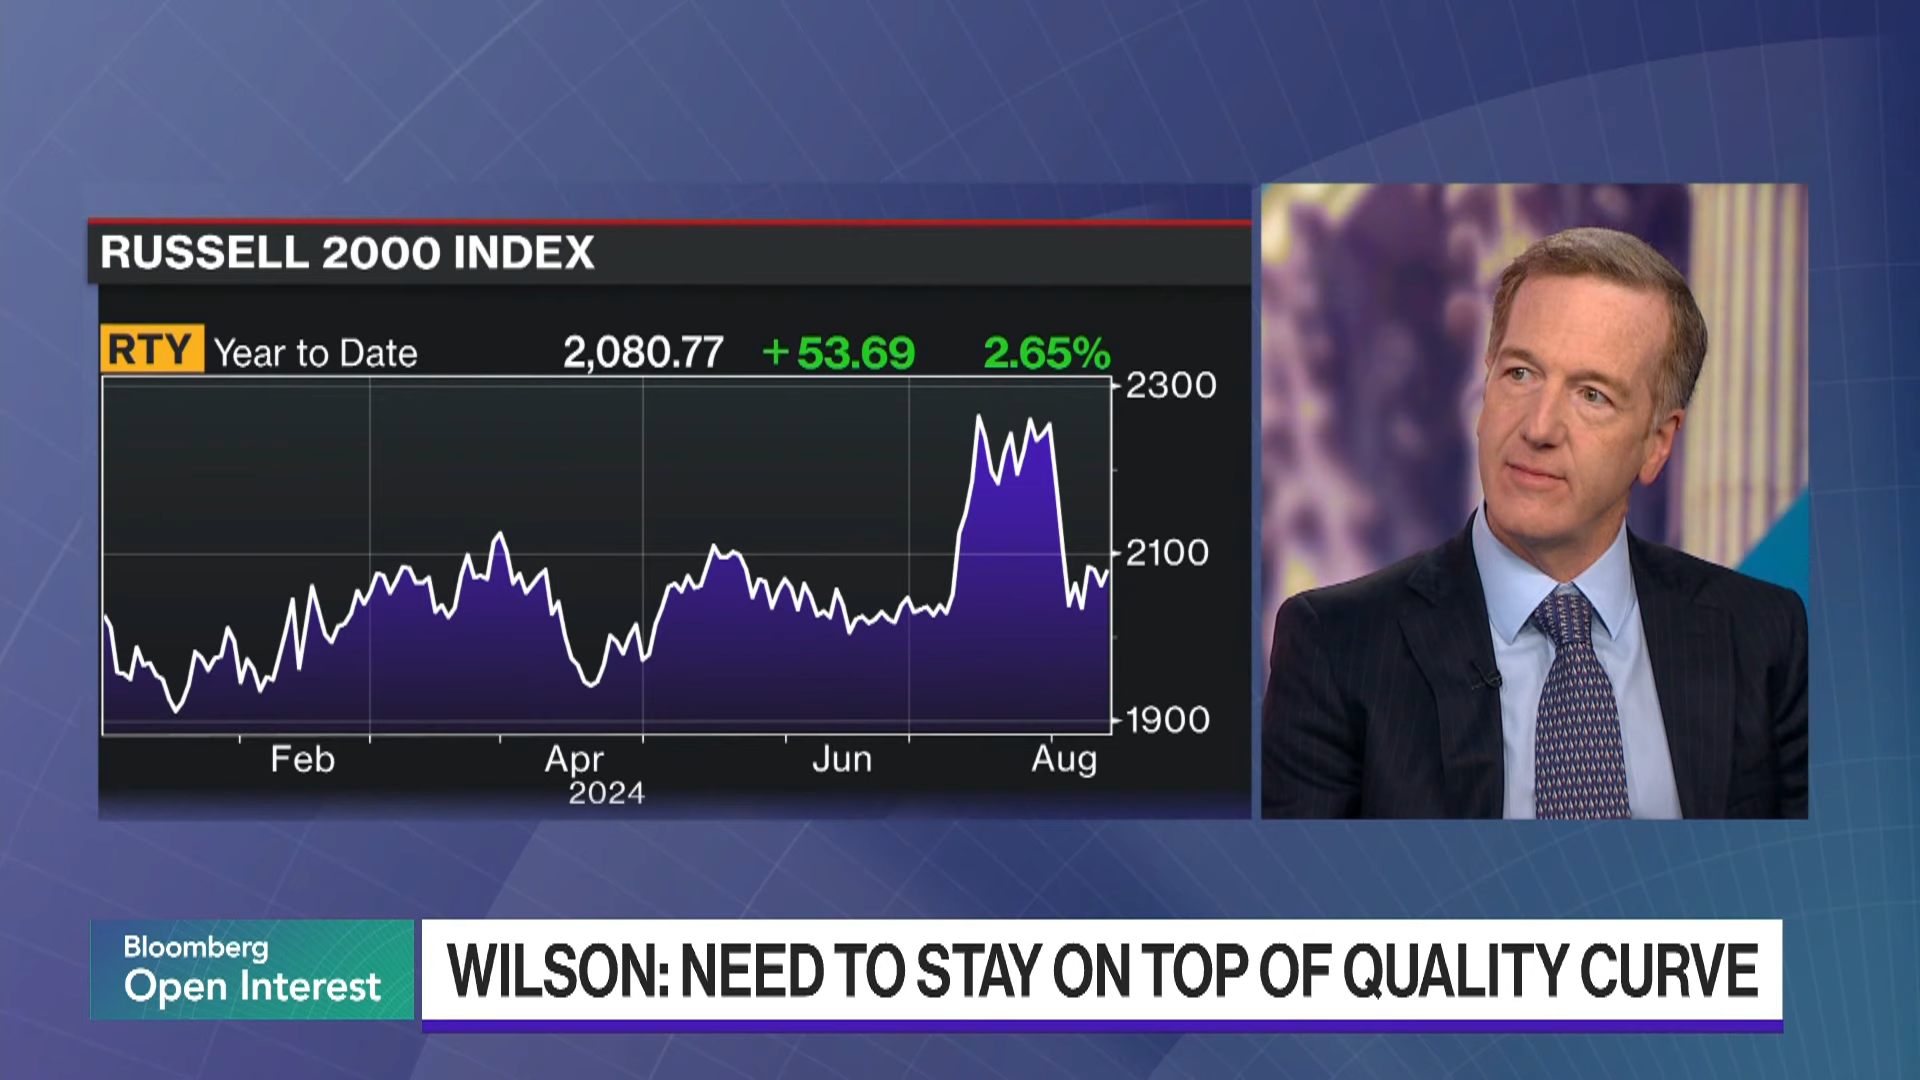 RUSSELL 2000 INDEX
RTY Year to Date 2,080.77 +53.69 2.65%
2300
2100
1900
Feb Apr Jun Aug
2024
Bloomberg
Open Interest
WILSON: NEED TO STAY ON TOP OF QUALITY CURVE